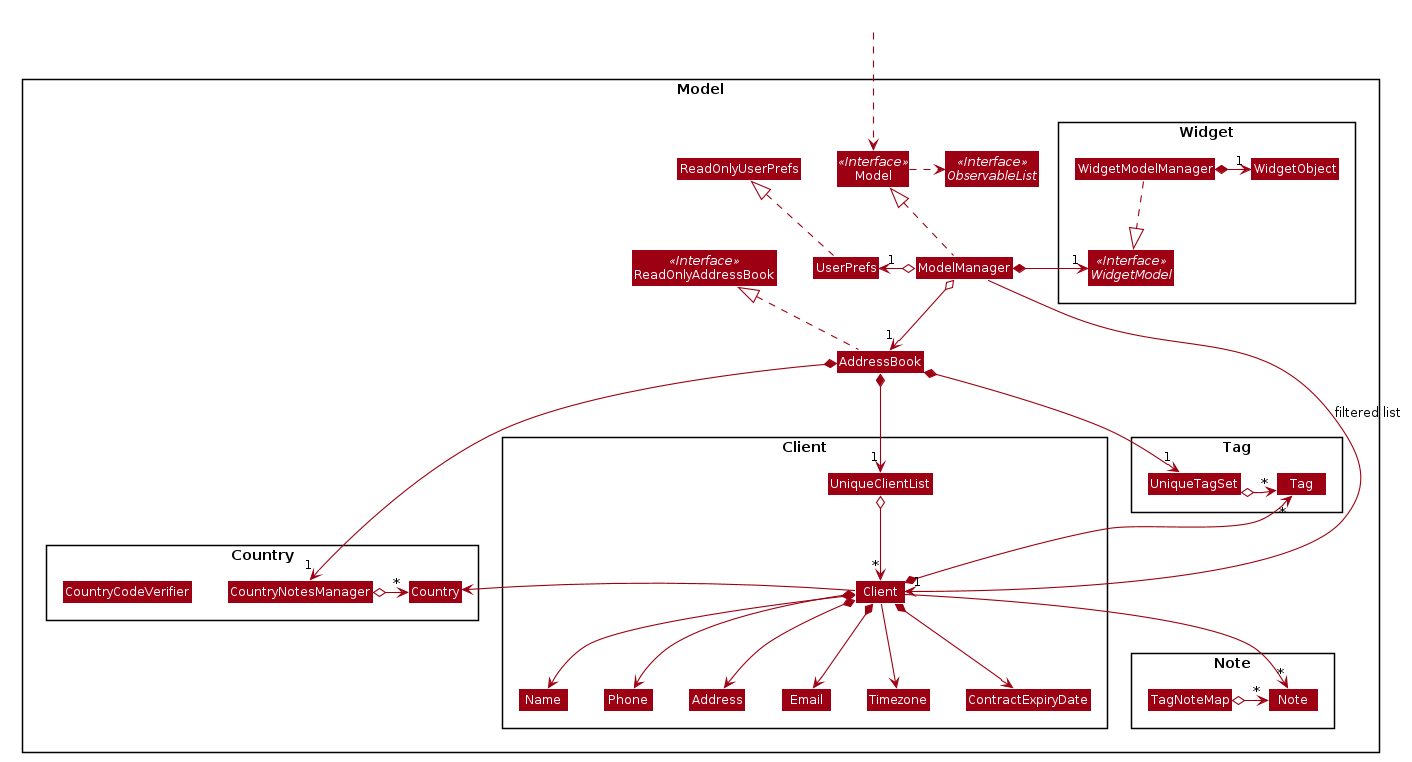 Model
Widget
ReadOnlyUserPrefs
«Interface»
Model
«Interface»
ObservableList
WidgetModelManager
1
WidgetObject
«Interface»
ReadOnlyAddressBook
UserPrefs
1
ModelManager
1
«Interface»
WidgetModel
1
AddressBook
filtered list
Client
Tag
1
UniqueClientList
1
UniqueTagSet
*
Tag
*
Country
1
CountryCodeVerifier
CountryNotesManager
*
Country
*
Client
1
Note
*
Name
Phone
Address
Email
Timezone
ContractExpiryDate
TagNoteMap
*
Note